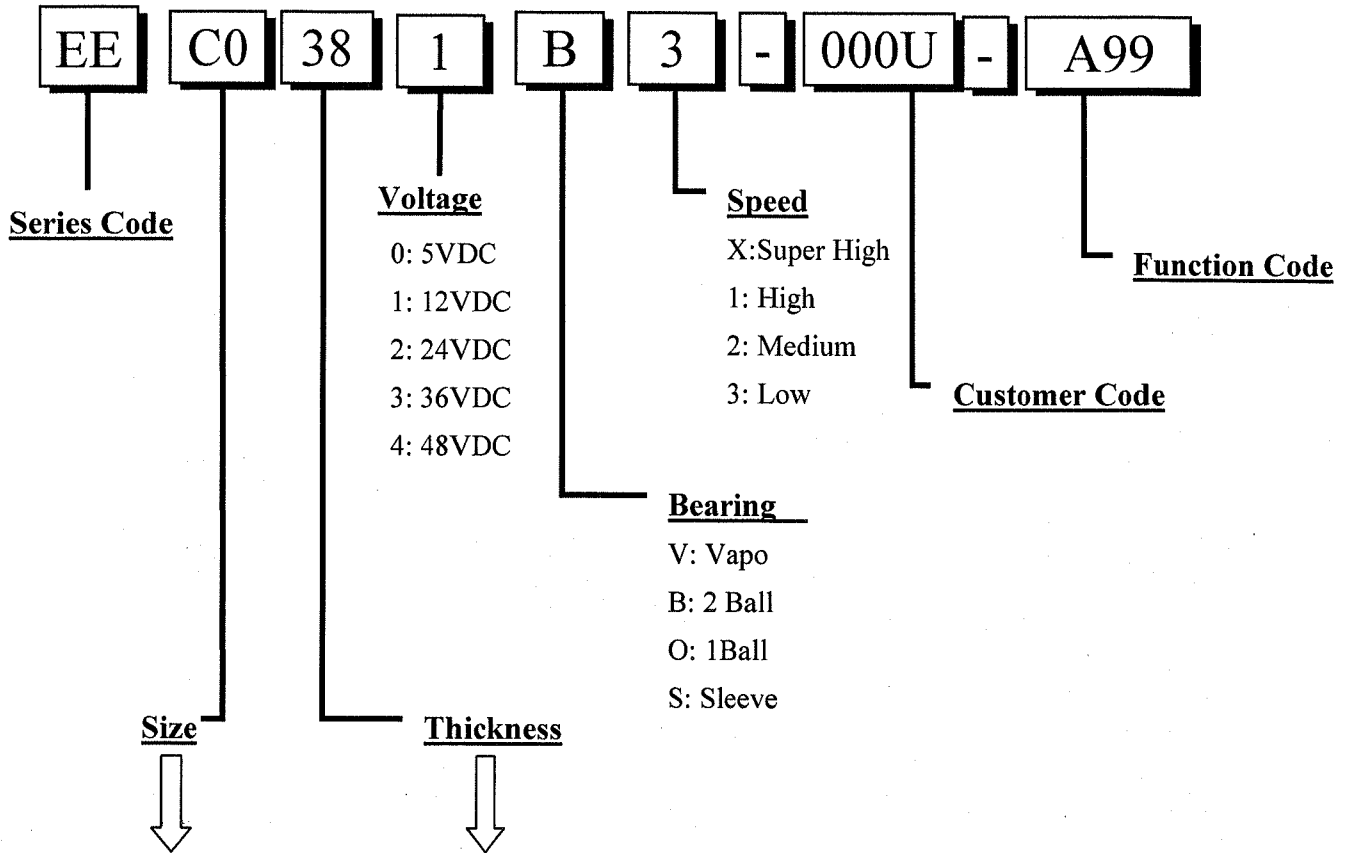 EE C0 38 1 B 3 - 000U - A99
Series Code
Voltage
0: 5VDC
1: 12VDC
2: 24VDC
3: 36VDC
4: 48VDC
Speed
X:Super High
1: High
2: Medium
3: Low
Function Code
Customer Code
Bearing
V: Vapo
B: 2 Ball
O: 1Ball
S: Sleeve
Size
Thickness